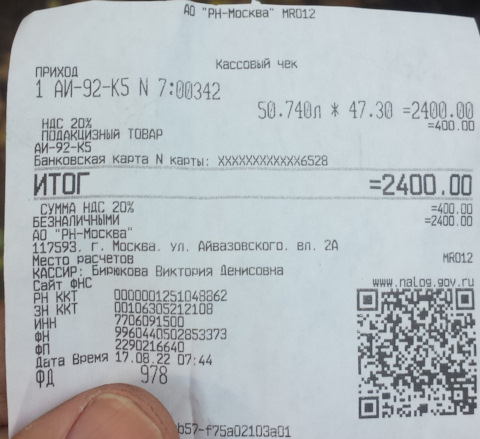 АО "РН-Москва" MR012
Кассовый чек
ПРИХОД
1 АИ-92-К5 N 7:00342
50.740л * 47.30 =2400.00
НДС 20% =400.00
ПОДАКЦИЗНЫЙ ТОВАР
АИ-92-К5
Банковская карта N карты: XXXXXXXXXXXX6528
ИТОГ =2400.00
СУММА НДС 20% =400.00
БЕЗНАЛИЧНЫМИ =2400.00
АО "РН-Москва"
117593. г. Москва. ул. Айвазовского. вл. 2А
Место расчетов MR012
КАССИР: Бирюкова Виктория Денисовна
Сайт ФНС www.nalog.gov.ru
РН ККТ 0000001251048862
ЗН ККТ 00106305212108
ИНН 7706091500
ФН 9960440502853373
ФП 2290216640
Дата Время 17.08.22 07:44
ФД 978
b57-f75a02103a01